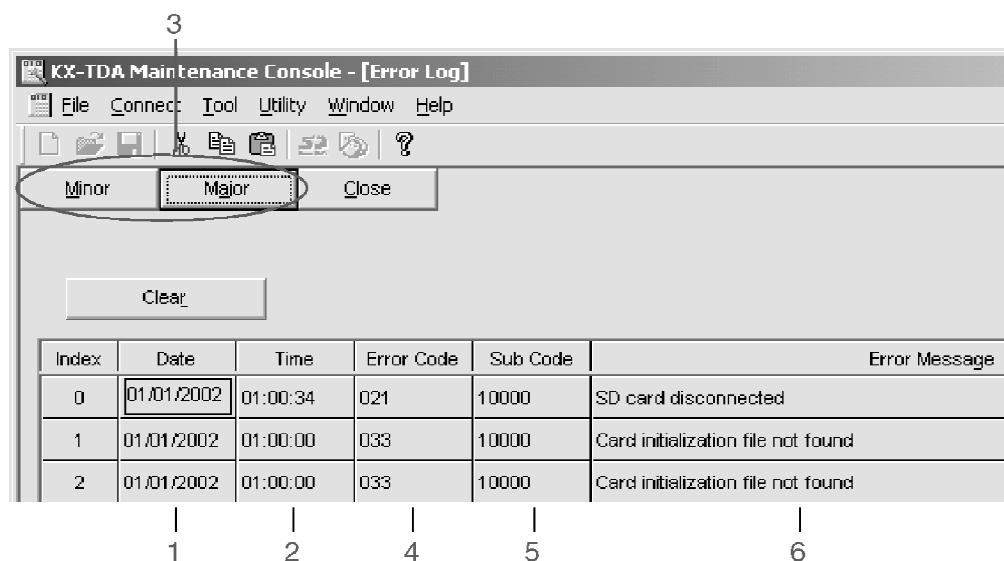 3
KX-TDA Maintenance Console - [Error Log]
File Connect Tool Utility Window Help
Minor Major Close
Clear
Index Date Time Error Code Sub Code Error Message
0 01/01/2002 01:00:34 021 10000 SD card disconnected
1 01/01/2002 01:00:00 033 10000 Card initialization file not found
2 01/01/2002 01:00:00 033 10000 Card initialization file not found
1 2 4 5 6